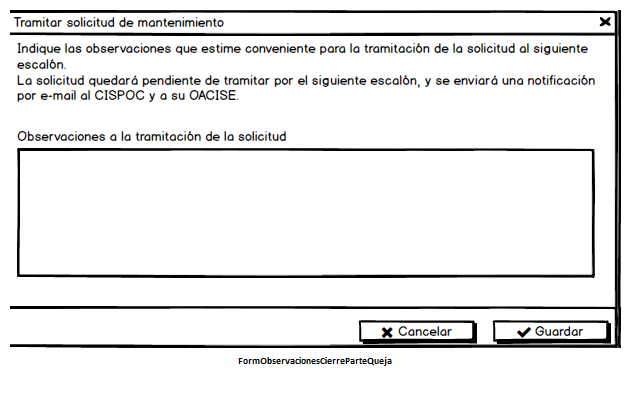 Tramitar solicitud de mantenimiento
Indique las observaciones que estime conveniente para la tramitación de la solicitud al siguiente
escalón.
La solicitud quedará pendiente de tramitar por el siguiente escalón, y se enviará una notificación
por e-mail al CISPOC y a su OACISE.
Observaciones a la tramitación de la solicitud
Cancelar
Guardar
FormObservacionesCierreParteQueja